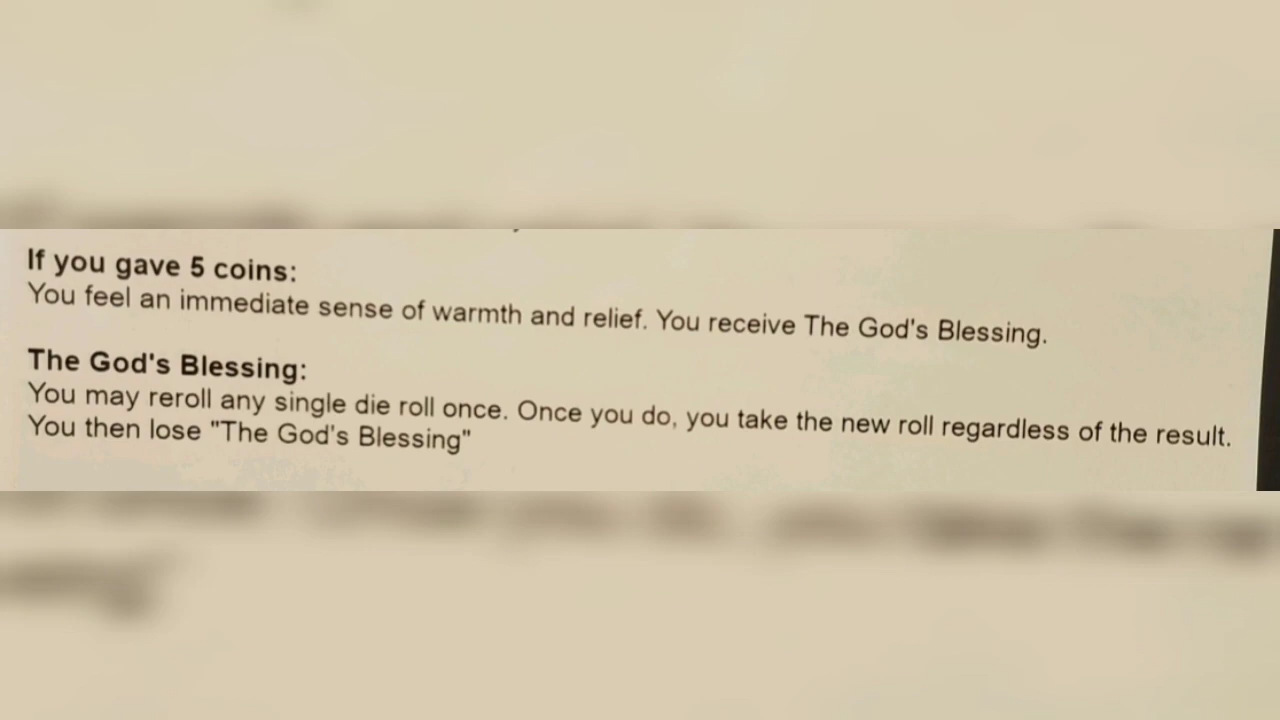 If you gave 5 coins:
You feel an immediate sense of warmth and relief. You receive The God's Blessing.
The God's Blessing:
You may reroll any single die roll once. Once you do, you take the new roll regardless of the result.
You then lose "The God's Blessing"